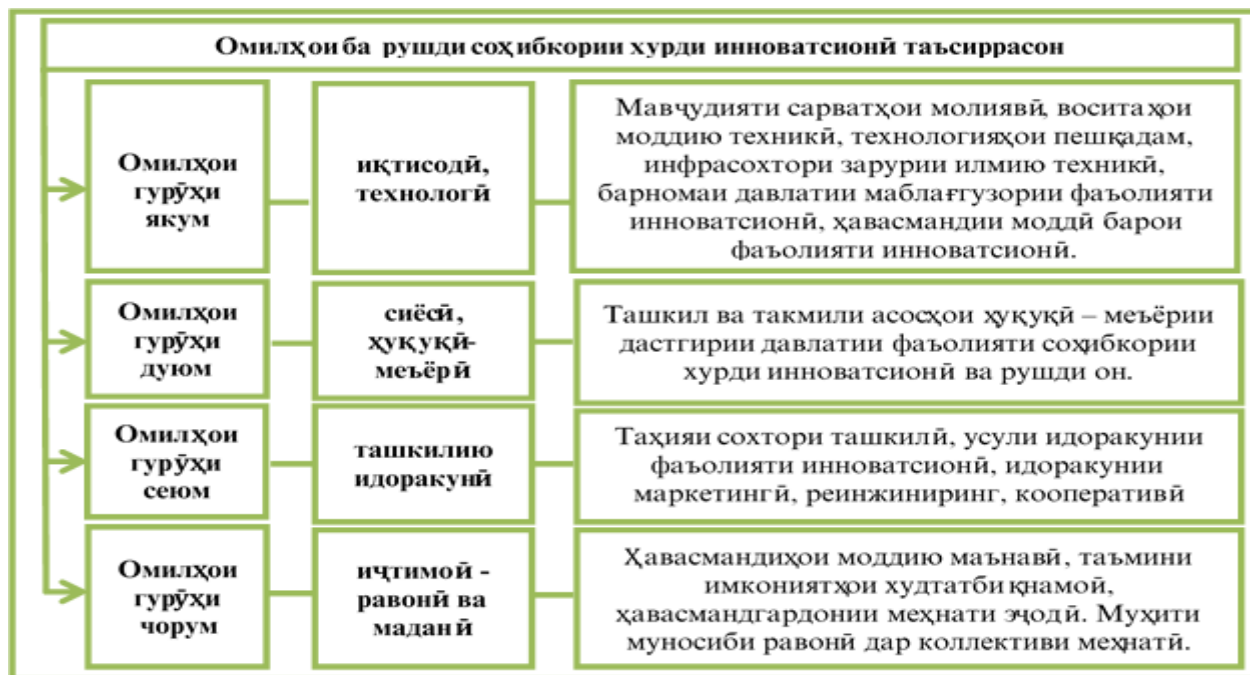 Омилҳои ба рушди соҳибкории хурди инноватсионӣ таъсиррасон
Омилҳои
гурӯҳи
якум
иқтисодӣ,
технологӣ
Мавҷудияти сарватҳои молиявӣ, воситаҳои
моддию техникӣ, технологияҳои пешқадам,
инфрасохтори зарурии илмию техникӣ,
барномаи давлатии маблағгузории фаъолияти
инноватсионӣ, ҳавасмандии моддӣ барои
фаъолияти инноватсионӣ.
Омилҳои
гурӯҳи
дуюм
сиёсӣ,
ҳуқуқӣ-
меъёрӣ
Ташкил ва такмили асосҳои ҳуқуқӣ – меъёрии
дастгирии давлатии фаъолияти соҳибкории
хурди инноватсионӣ ва рушди он.
Омилҳои
гурӯҳи
сеюм
ташкилию
идоракунӣ
Таҳияи сохтори ташкилӣ, усули идоракунии
фаъолияти инноватсионӣ, идоракунии
маркетингӣ, реинжиниринг, кооперативӣ
Омилҳои
гурӯҳи
чорум
иҷтимоӣ -
равонӣ ва
маданӣ
Ҳавасмандиҳои моддию маънавӣ, таъмини
имкониятҳои худтатбиқнамоӣ,
ҳавасмандгардонии меҳнати эҷодӣ. Муҳити
муносиби равонӣ дар коллективи меҳнатӣ.